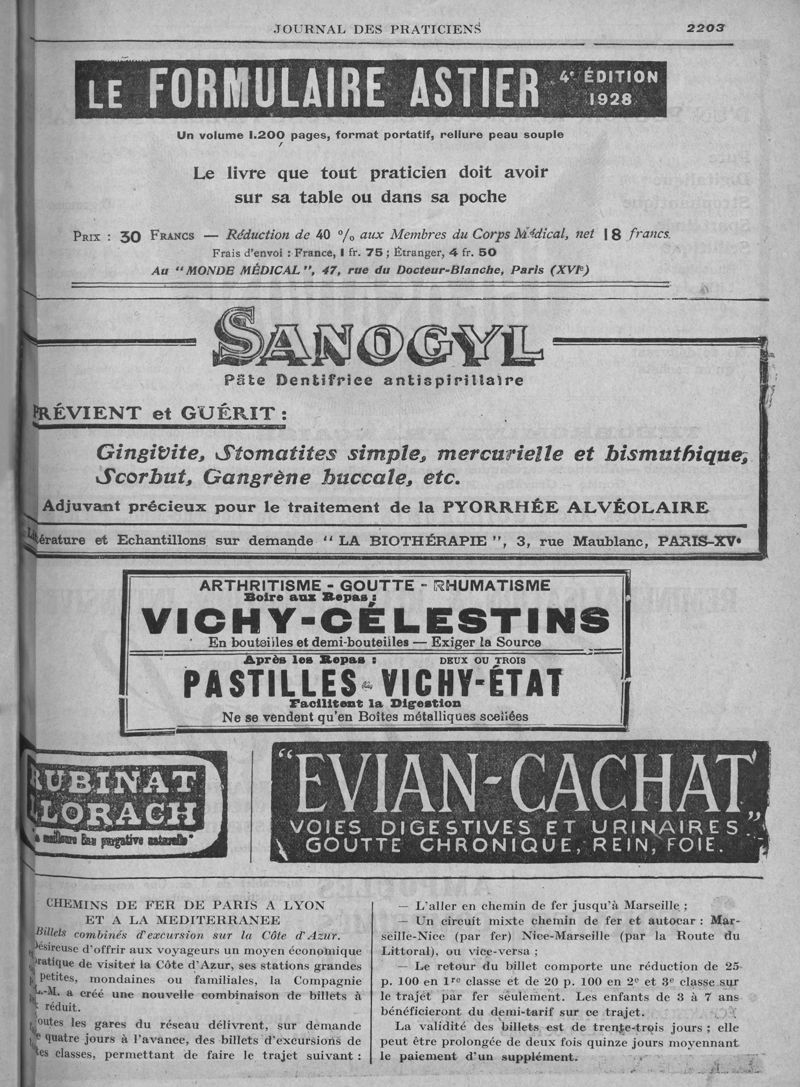 JOURNAL DES PRATICIENS 2203
LE FORMULAIRE ASTIER 4e ÉDITION 1928
Un volume 1.200 pages, format portatif, reliure peau souple
Le livre que tout praticien doit avoir
sur sa table ou dans sa poche
PRIX : 30 FRANCS — Réduction de 40 % aux Membres du Corps Médical, net 18 francs.
Frais d'envoi : France, 1 fr. 75 ; Étranger, 4 fr. 50
Au "MONDE MÉDICAL", 47, rue du Docteur-Blanche, Paris (XVIe)
SANOGYL
Pâte Dentifrice antispirillaire
PRÉVIENT et GUÉRIT :
Gingivite, Stomatites simple, mercurielle et bismuthique,
Scorbut, Gangrène buccale, etc.
Adjuvant précieux pour le traitement de la PYORRHÉE ALVÉOLAIRE
Littérature et Echantillons sur demande " LA BIOTHÉRAPIE ", 3, rue Maublanc, PARIS-XVe
ARTHRITISME - GOUTTE - RHUMATISME
Boire aux Repas :
VICHY-CÉLESTINS
En bouteilles et demi-bouteilles — Exiger la Source
Après les Repas : DEUX OU TROIS
PASTILLES VICHY-ÉTAT
Facilitent la Digestion
Ne se vendent qu'en Boîtes métalliques scellées
RUBINAT
LLORACH
"La meilleure Eau purgative naturelle"
"EVIAN-CACHAT"
VOIES DIGESTIVES ET URINAIRES
GOUTTE CHRONIQUE, REIN, FOIE.
CHEMINS DE FER DE PARIS A LYON
ET A LA MEDITERRANEE
Billets combinés d'excursion sur la Côte d'Azur.
Désireuse d'offrir aux voyageurs un moyen économique
pratique de visiter la Côte d'Azur, ses stations grandes
petites, mondaines ou familiales, la Compagnie
L.-M. a créé une nouvelle combinaison de billets à
réduit.
outes les gares du réseau délivrent, sur demande
quatre jours à l'avance, des billets d'excursions de
tes classes, permettant de faire le trajet suivant :
— L'aller en chemin de fer jusqu'à Marseille ;
— Un circuit mixte chemin de fer et autocar : Mar-
seille-Nice (par fer) Nice-Marseille (par la Route du
Littoral), ou vice-versa ;
— Le retour du billet comporte une réduction de 25
p. 100 en 1re classe et de 20 p. 100 en 2e et 3e classe sur
le trajet par fer seulement. Les enfants de 3 à 7 ans
bénéficieront du demi-tarif sur ce trajet.
La validité des billets est de trente-trois jours ; elle
peut être prolongée de deux fois quinze jours moyennant
le paiement d'un supplément.